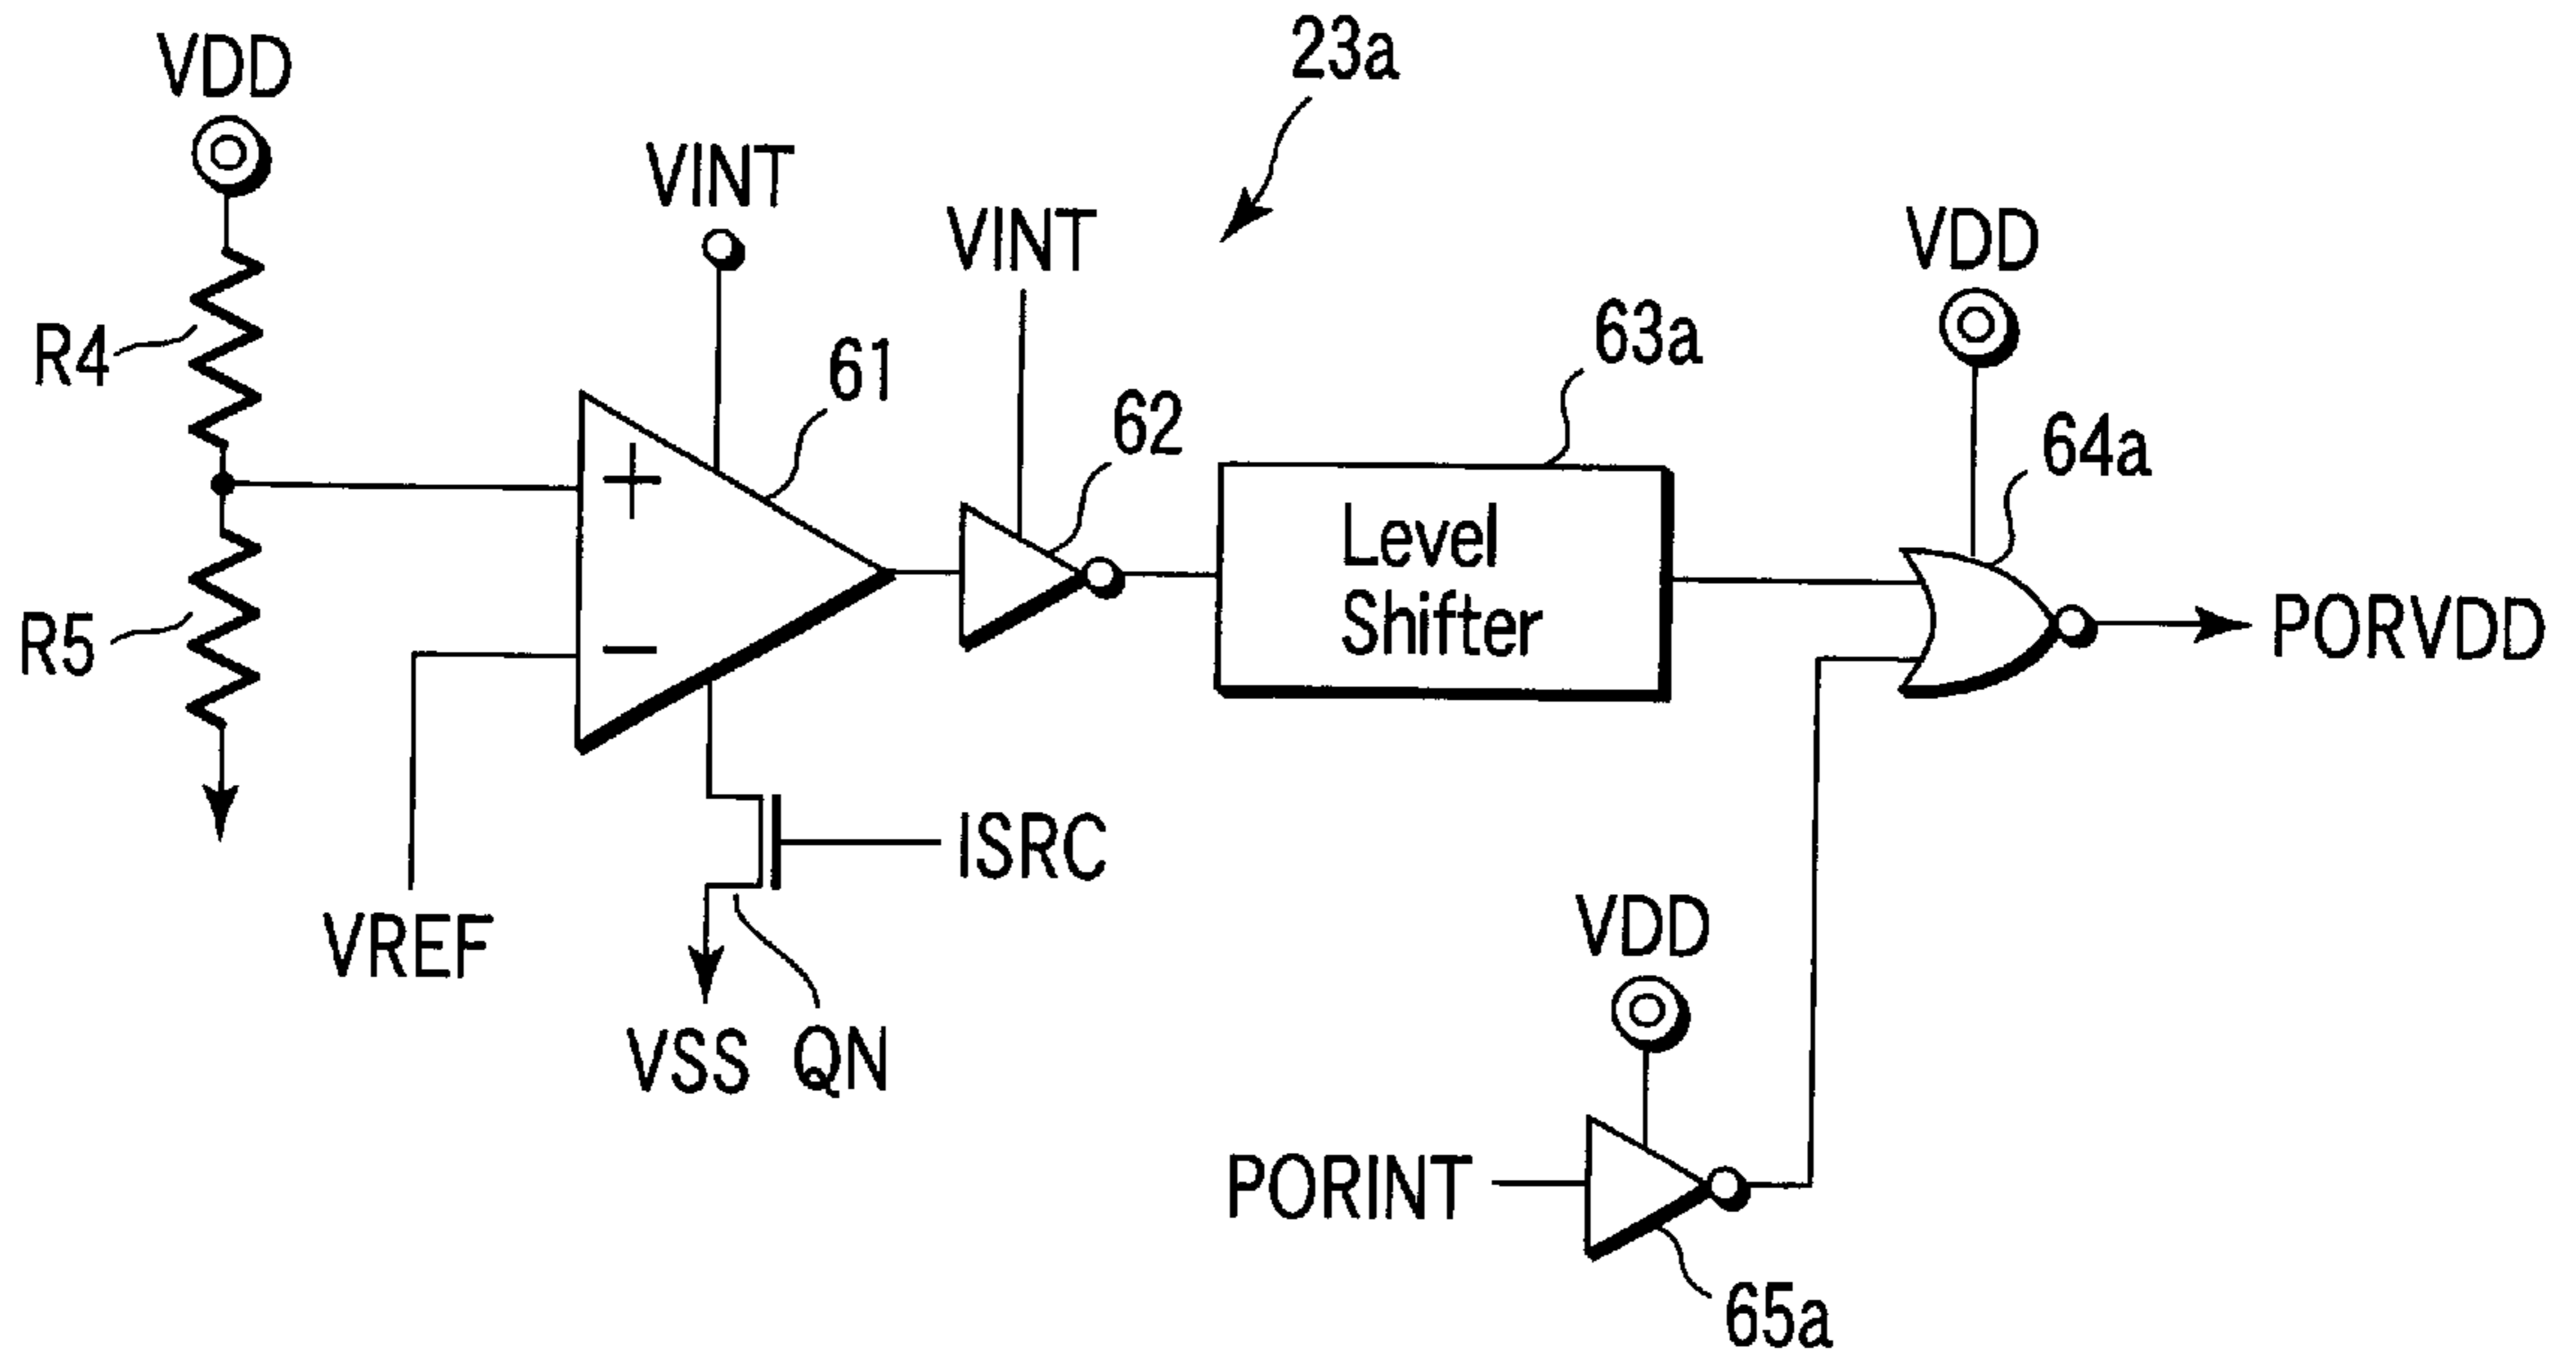 23a
VDD
VINT
VINT
VDD
R4
61
62
63a
64a
+
Level
Shifter
R5
−
PORVDD
ISRC
VREF
VDD
VSS
QN
PORINT
65a